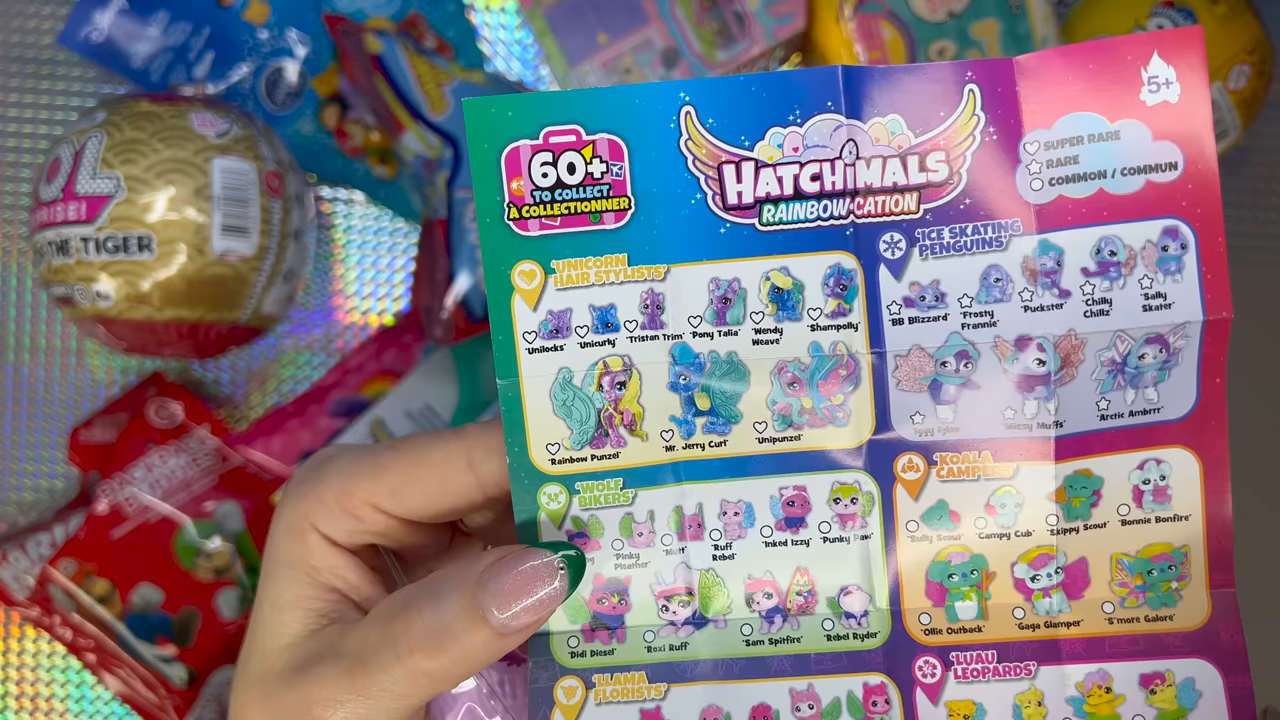 60+
TO COLLECT
À COLLECTIONNER
HATCHiMALS
RAINBOW-CATION
5+
SUPER RARE
RARE
COMMON / COMMUN
'UNICORN
HAIR STYLISTS'
'Unilocks'
'Unicurly'
'Tristan Trim'
'Pony Talia'
'Wendy
Weave'
'Shampolly'
'Rainbow Punzel'
'Mr. Jerry Curl'
'Unipunzel'
'ICE SKATING
PENGUINS'
'BB Blizzard'
'Frosty
Frannie'
'Puckster'
'Chilly
Chillz'
'Sally
Skater'
'Missy Muffs'
'Arctic Ambrrr'
'WOLF
BIKERS'
'Pinky
Pleather'
'Mutt'
'Ruff
Rebel'
'Inked Izzy'
'Punky Paw'
'Didi Diesel'
'Roxi Ruff'
'Sam Spitfire'
'Rebel Ryder'
'KOALA
CAMPERS'
'Campy Cub'
'Skippy Scout'
'Bonnie Bonfire'
'Ollie Outback'
'Gaga Glamper'
'S'more Galore'
'LLAMA
FLORISTS'
'LUAU
LEOPARDS'
THE TIGER